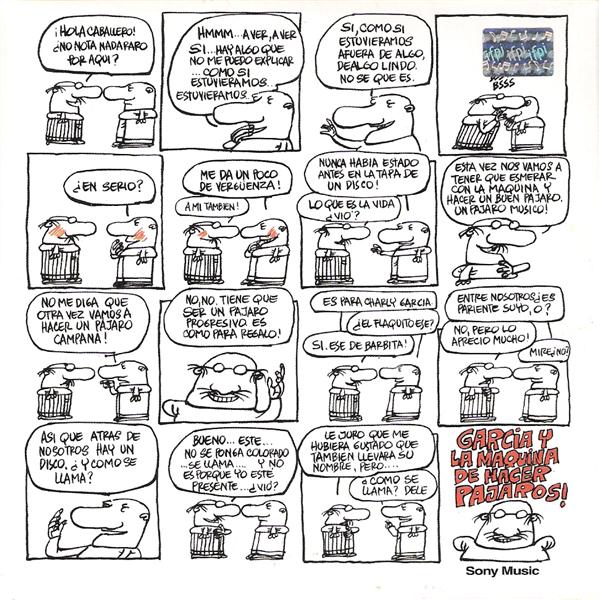 ¡HOLA CABALLERO!
¿NO NOTA NADA RARO
POR AQUI?
HMMM... A VER, A VER
SI... HAY ALGO QUE
NO ME PUEDO EXPLICAR
...COMO SI
ESTUVIERAMOS..
ESTUVIERAMOS...
SI, COMO SI
ESTUVIERAMOS
AFUERA DE ALGO,
DE ALGO LINDO.
NO SE QUE ES.
BSSS
¿EN SERIO?
ME DA UN POCO
DE VERGUENZA!
A MI TAMBIEN!
NUNCA HABIA ESTADO
ANTES EN LA TAPA DE
UN DISCO!
LO QUE ES LA VIDA
¿VIO?
ESTA VEZ NOS VAMOS A
TENER QUE ESMERAR
CON LA MAQUINA Y
HACER UN BUEN PAJARO.
UN PAJARO MUSICO!
NO ME DIGA QUE
OTRA VEZ VAMOS A
HACER UN PAJARO
CAMPANA!
NO, NO. TIENE QUE
SER UN PAJARO
PROGRESIVO. ES
COMO PARA REGALO!
ES PARA CHARLY GARCIA.
¿EL FLAQUITO ESE?
SI. ESE DE BARBITA!
ENTRE NOSOTROS ¿ES
PARIENTE SUYO, O?
NO, PERO LO
APRECIO MUCHO!
MIRE ¿NO!
ASI QUE ATRAS DE
NOSOTROS HAY UN
DISCO. ¿Y COMO SE
LLAMA?
BUENO... ESTE...
NO SE PONGA COLORADO
..SE LLAMA.... Y NO
ES PORQUE YO ESTE
PRESENTE... ¿VIO?
LE JURO QUE ME
HUBIERA GUSTADO QUE
TAMBIEN LLEVARA SU
NOMBRE, PERO....
¿COMO SE
LLAMA? DELE
GARCIA Y
LA MAQUINA
DE HACER
PAJAROS!
Sony Music